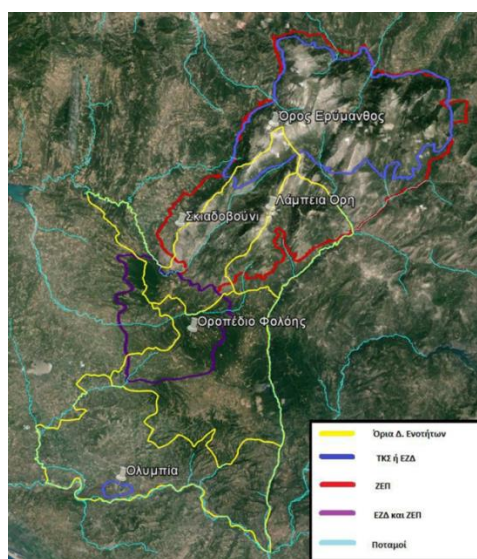 Όρος Ερύμανθος
Λάμπεια Όρη
Σκιαδοβούνι
Οροπέδιο Φολόης
Ολυμπία
Όρια Δ. Ενοτήτων
ΤΚΣ ή ΕΖΔ
ΖΕΠ
ΕΖΔ και ΖΕΠ
Ποταμοί